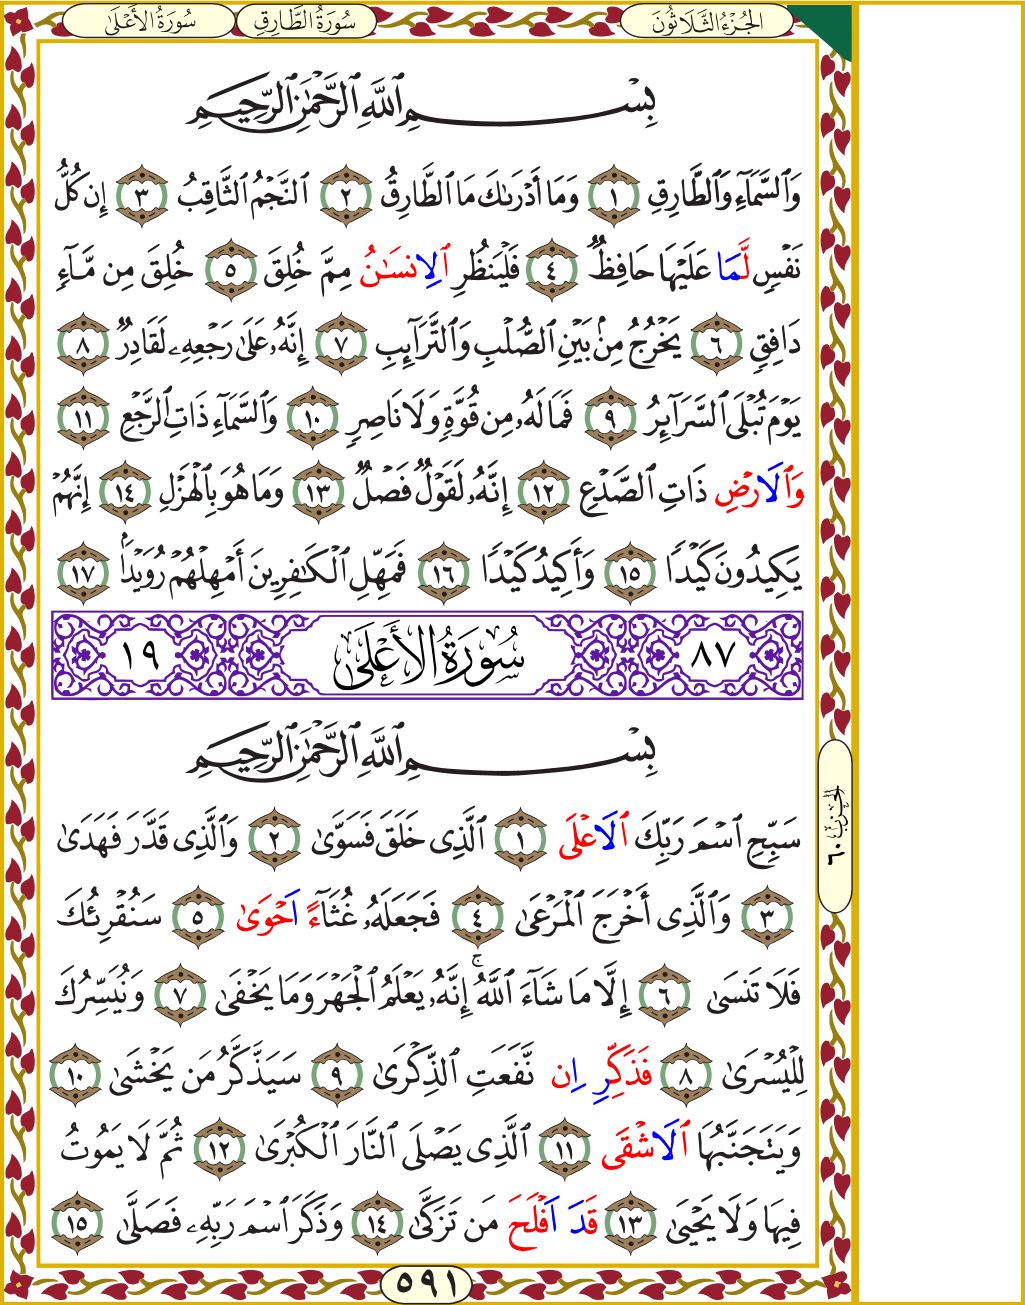 الجُزْءُ الثَّلَاثُونَ سُورَةُ الطَّارِقِ سُورَةُ الأَعْلَىٰ
بِسْمِ ٱللَّهِ ٱلرَّحْمَٰنِ ٱلرَّحِيمِ
وَٱلسَّمَآءِ وَٱلطَّارِقِ ١ وَمَا أَدْرَىٰكَ مَا ٱلطَّارِقُ ٢ ٱلنَّجْمُ ٱلثَّاقِبُ ٣ إِن كُلُّ
نَفْسٍ لَّمَا عَلَيْهَا حَافِظٌ ٤ فَلْيَنظُرِ ٱلِانسَٰنُ مِمَّ خُلِقَ ٥ خُلِقَ مِن مَّآءٍ
دَافِقٍ ٦ يَخْرُجُ مِنۢ بَيْنِ ٱلصُّلْبِ وَٱلتَّرَآئِبِ ٧ إِنَّهُۥ عَلَىٰ رَجْعِهِۦ لَقَادِرٌ ٨
يَوْمَ تُبْلَى ٱلسَّرَآئِرُ ٩ فَمَا لَهُۥ مِن قُوَّةٍ وَلَا نَاصِرٍ ١٠ وَٱلسَّمَآءِ ذَاتِ ٱلرَّجْعِ ١١
وَٱلَارْضِ ذَاتِ ٱلصَّدْعِ ١٢ إِنَّهُۥ لَقَوْلٌ فَصْلٌ ١٣ وَمَا هُوَ بِٱلْهَزْلِ ١٤ إِنَّهُمْ
يَكِيدُونَ كَيْدًا ١٥ وَأَكِيدُ كَيْدًا ١٦ فَمَهِّلِ ٱلْكَٰفِرِينَ أَمْهِلْهُمْ رُوَيْدَۢا ١٧
٨٧ سُورَةُ الأَعْلَىٰ ١٩
بِسْمِ ٱللَّهِ ٱلرَّحْمَٰنِ ٱلرَّحِيمِ
سَبِّحِ ٱسْمَ رَبِّكَ ٱلَاعْلَى ١ ٱلَّذِى خَلَقَ فَسَوَّىٰ ٢ وَٱلَّذِى قَدَّرَ فَهَدَىٰ
٣ وَٱلَّذِى أَخْرَجَ ٱلْمَرْعَىٰ ٤ فَجَعَلَهُۥ غُثَآءً اَحْوَىٰ ٥ سَنُقْرِئُكَ
فَلَا تَنسَىٰ ٦ إِلَّا مَا شَآءَ ٱللَّهُ ۚ إِنَّهُۥ يَعْلَمُ ٱلْجَهْرَ وَمَا يَخْفَىٰ ٧ وَنُيَسِّرُكَ
لِلْيُسْرَىٰ ٨ فَذَكِّرِ اِن نَّفَعَتِ ٱلذِّكْرَىٰ ٩ سَيَذَّكَّرُ مَن يَخْشَىٰ ١٠
وَيَتَجَنَّبُهَا ٱلَاشْقَى ١١ ٱلَّذِى يَصْلَى ٱلنَّارَ ٱلْكُبْرَىٰ ١٢ ثُمَّ لَا يَمُوتُ
فِيهَا وَلَا يَحْيَىٰ ١٣ قَدَ اَفْلَحَ مَن تَزَكَّىٰ ١٤ وَذَكَرَ ٱسْمَ رَبِّهِۦ فَصَلَّىٰ ١٥
الحزب ٦٠
٥٩١